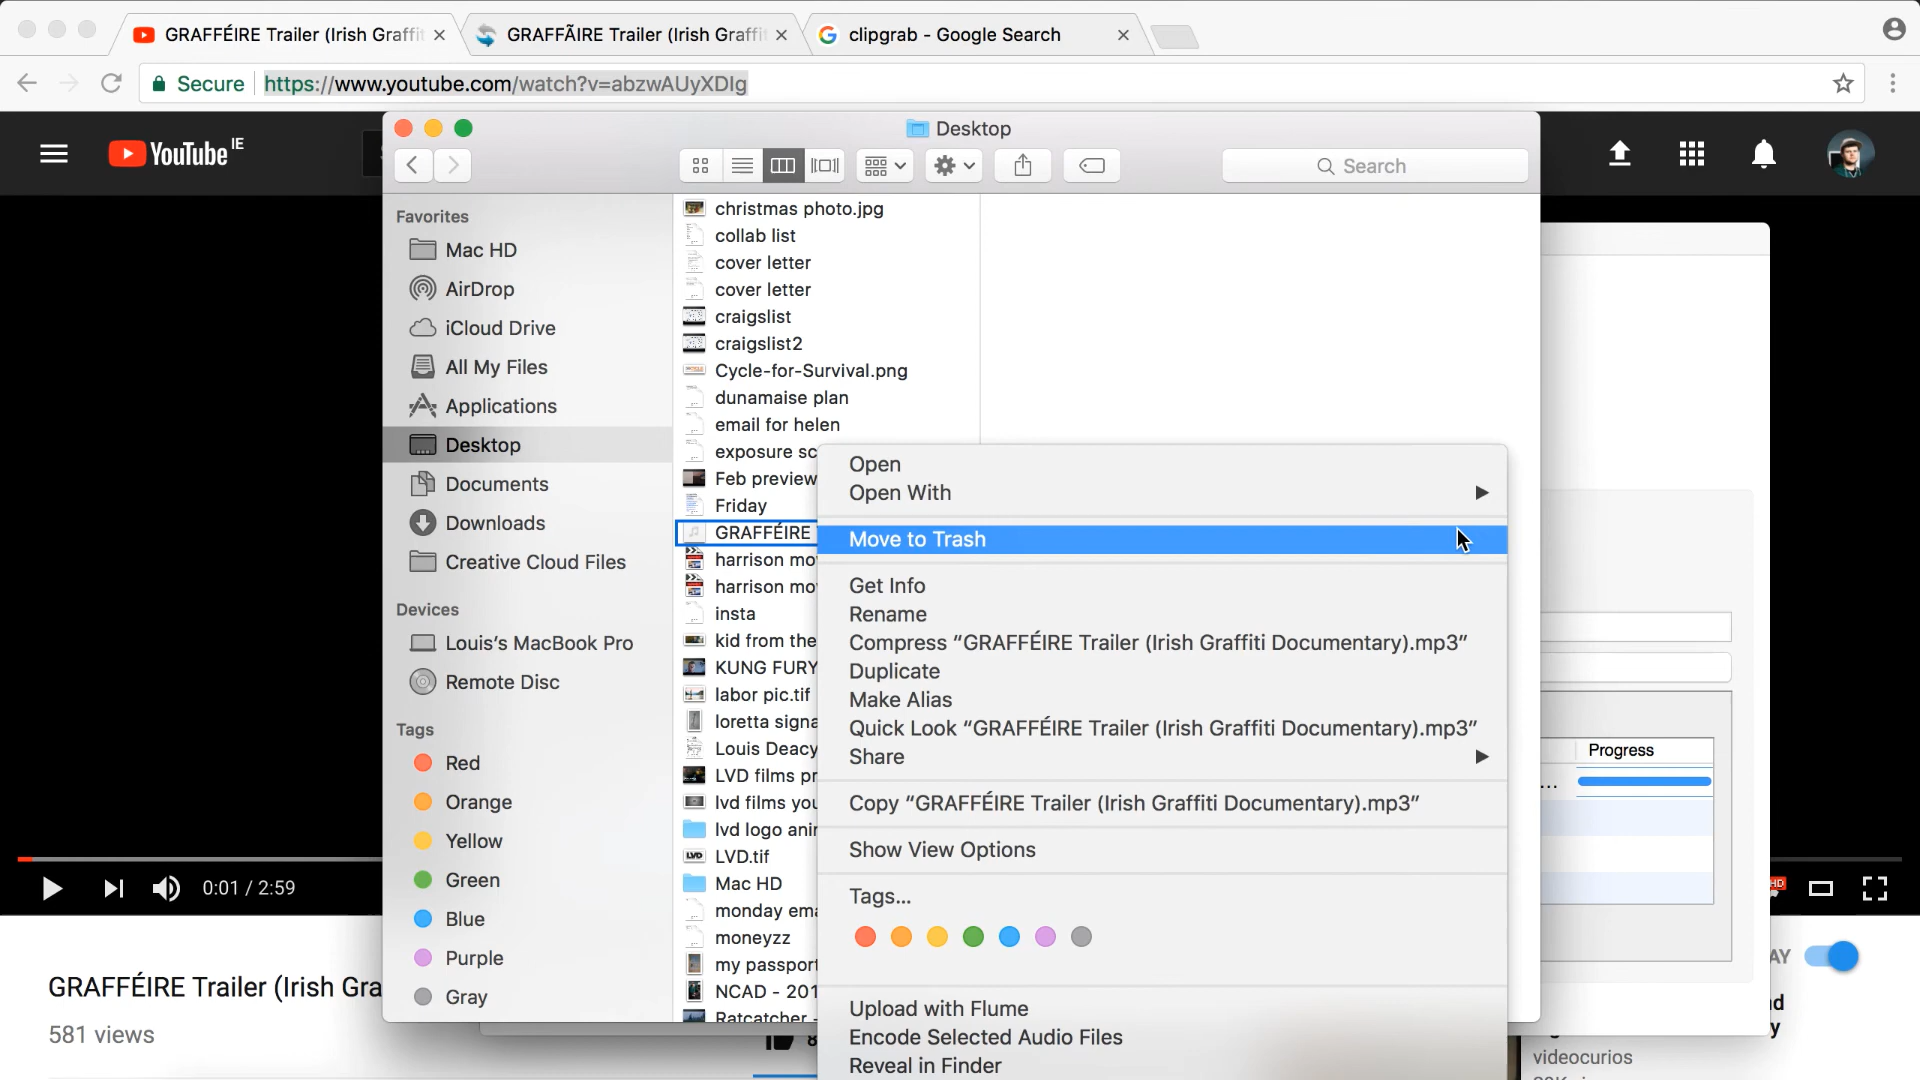 GRAFFÉIRE Trailer (Irish Graffit
GRAFFÃIRE Trailer (Irish Graffit
clipgrab - Google Search
Secure
https://www.youtube.com/watch?v=abzwAUyXDIg
YouTube IE
Desktop
Search
Favorites
Mac HD
AirDrop
iCloud Drive
All My Files
Applications
Desktop
Documents
Downloads
Creative Cloud Files
Devices
Louis's MacBook Pro
Remote Disc
Tags
Red
Orange
Yellow
Green
Blue
Purple
Gray
christmas photo.jpg
collab list
cover letter
cover letter
craigslist
craigslist2
Cycle-for-Survival.png
dunamaise plan
email for helen
exposure sc
Feb preview
Friday
GRAFFÉIRE
harrison mo
harrison mo
insta
kid from the
KUNG FURY
labor pic.tif
loretta signa
Louis Deacy
LVD films pr
lvd films you
lvd logo anir
LVD.tif
Mac HD
monday ema
moneyzz
my passport
NCAD - 201
Ratcatcher -
Open
Open With
Move to Trash
Get Info
Rename
Compress “GRAFFÉIRE Trailer (Irish Graffiti Documentary).mp3”
Duplicate
Make Alias
Quick Look “GRAFFÉIRE Trailer (Irish Graffiti Documentary).mp3”
Share
Copy “GRAFFÉIRE Trailer (Irish Graffiti Documentary).mp3”
Show View Options
Tags...
Upload with Flume
Encode Selected Audio Files
Reveal in Finder
Progress
...
0:01 / 2:59
HD
AY
GRAFFÉIRE Trailer (Irish Gra
581 views
8
nd
y
videocurios